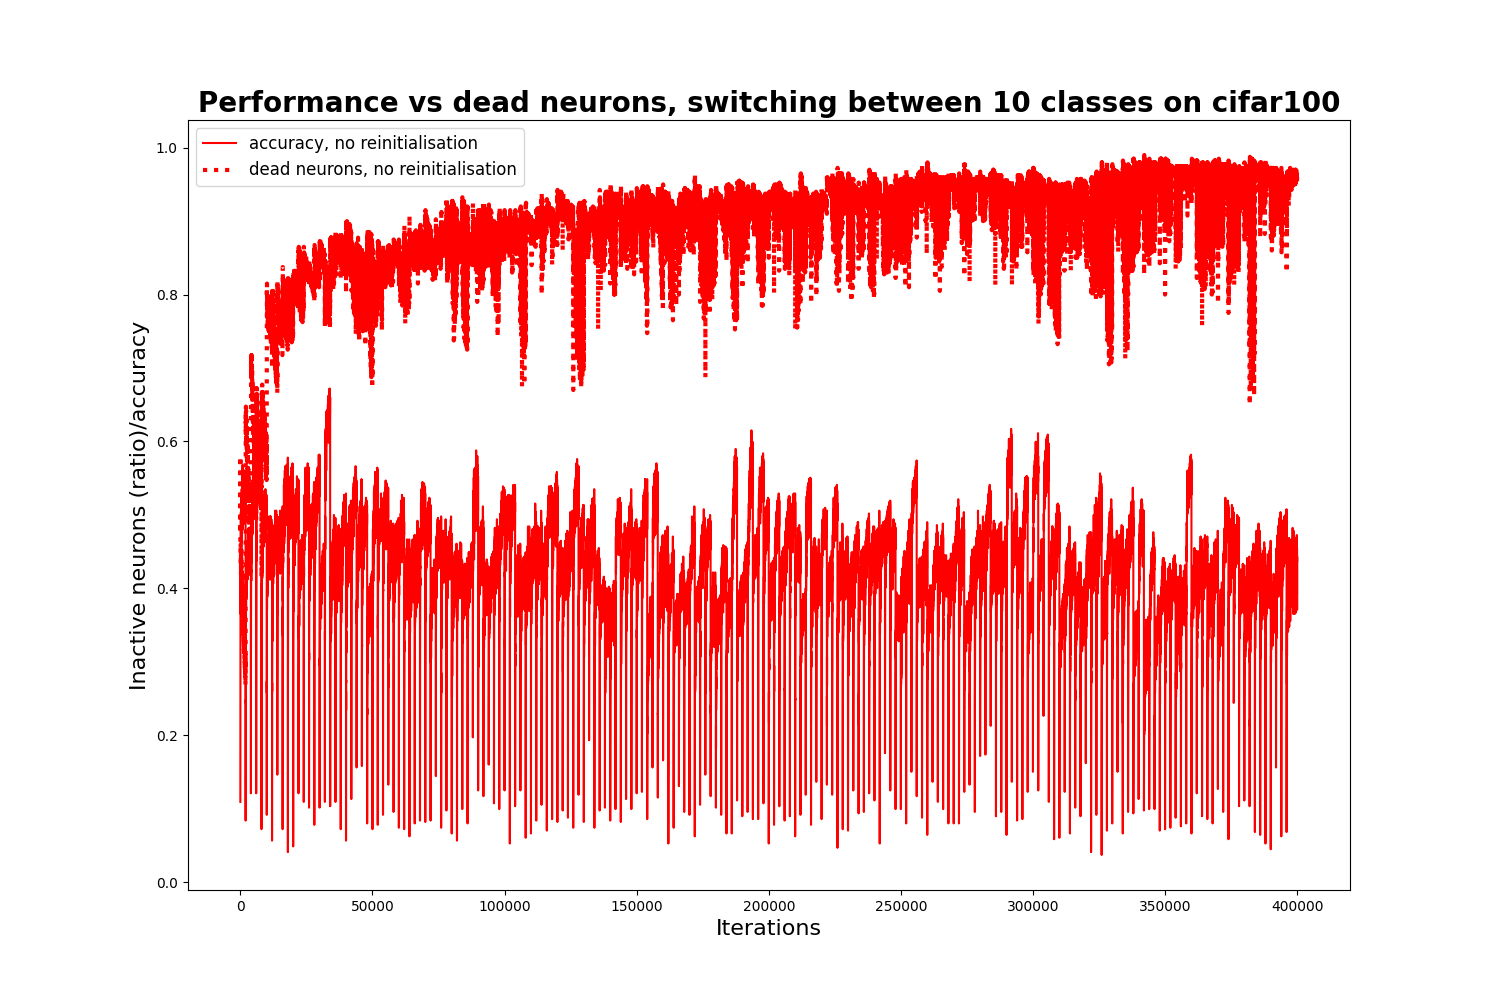 Performance vs dead neurons, switching between 10 classes on cifar100
accuracy, no reinitialisation
dead neurons, no reinitialisation
1.0
0.8
0.6
0.4
0.2
0.0
Inactive neurons (ratio)/accuracy
0 50000 100000 150000 200000 250000 300000 350000 400000
Iterations